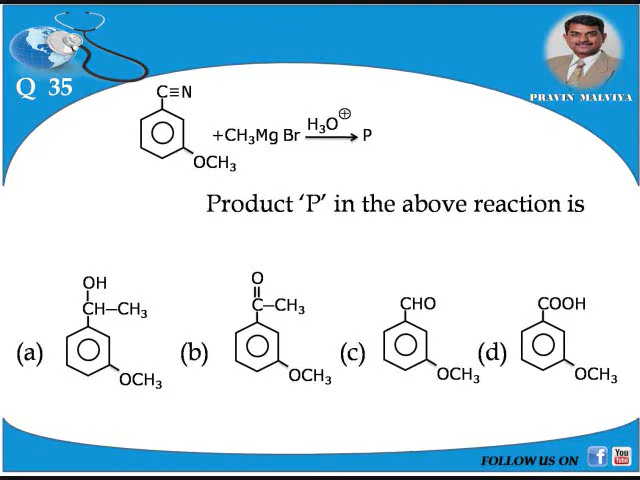 Q 35
PRAVIN MALVIYA
C≡N
+CH₃Mg Br H₃O⊕ P
OCH₃
Product 'P' in the above reaction is
(a) OH
CH–CH₃
OCH₃
(b) O
C–CH₃
OCH₃
(c) CHO
OCH₃
(d) COOH
OCH₃
FOLLOW US ON f You Tube